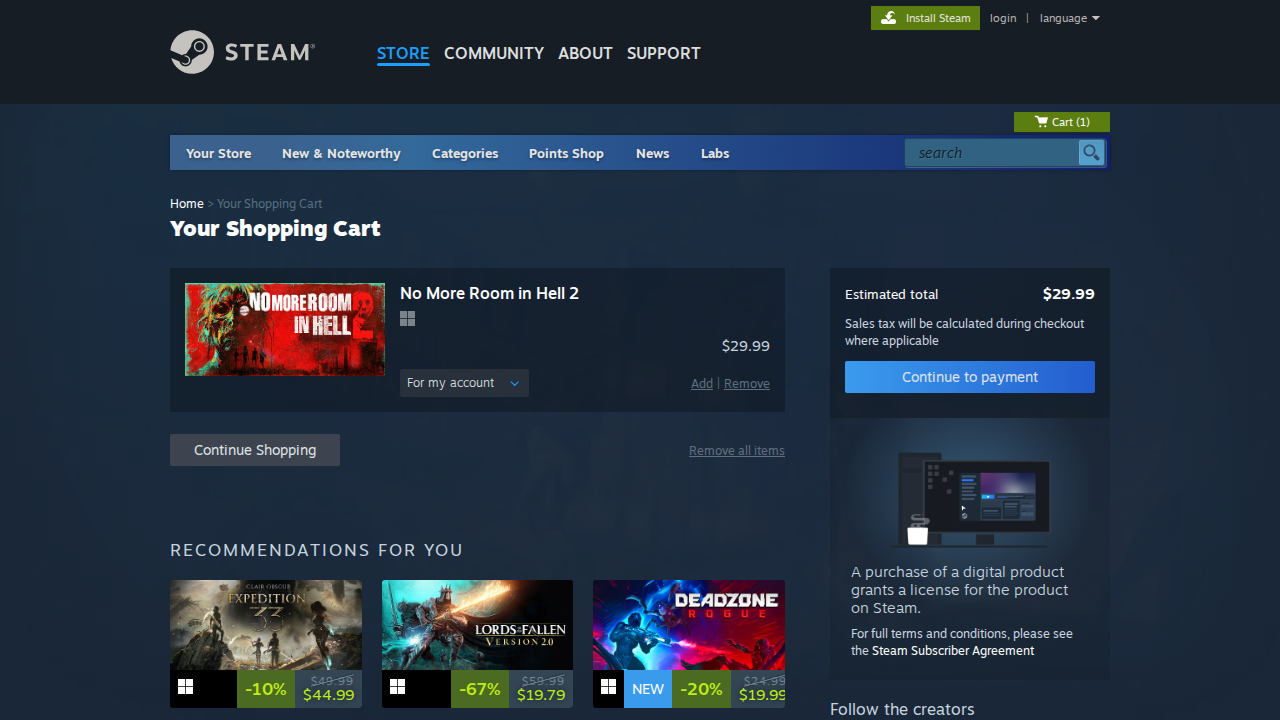 Install Steam
login | language
STEAM®
STORE COMMUNITY ABOUT SUPPORT
Cart (1)
Your Store New & Noteworthy Categories Points Shop News Labs search
Home > Your Shopping Cart
Your Shopping Cart
No More Room in Hell 2
NO MORE ROOM
IN HELL 2
$29.99
For my account
Add | Remove
Continue Shopping
Remove all items
Estimated total $29.99
Sales tax will be calculated during checkout
where applicable
Continue to payment
A purchase of a digital product
grants a license for the product
on Steam.
For full terms and conditions, please see
the Steam Subscriber Agreement
Follow the creators
RECOMMENDATIONS FOR YOU
CLAIR OBSCUR
EXPEDITION
33
-10% $49.99
$44.99
LORDS OF THE FALLEN
VERSION 2.0
-67% $59.99
$19.79
DEADZONE
ROGUE
NEW -20% $24.99
$19.99